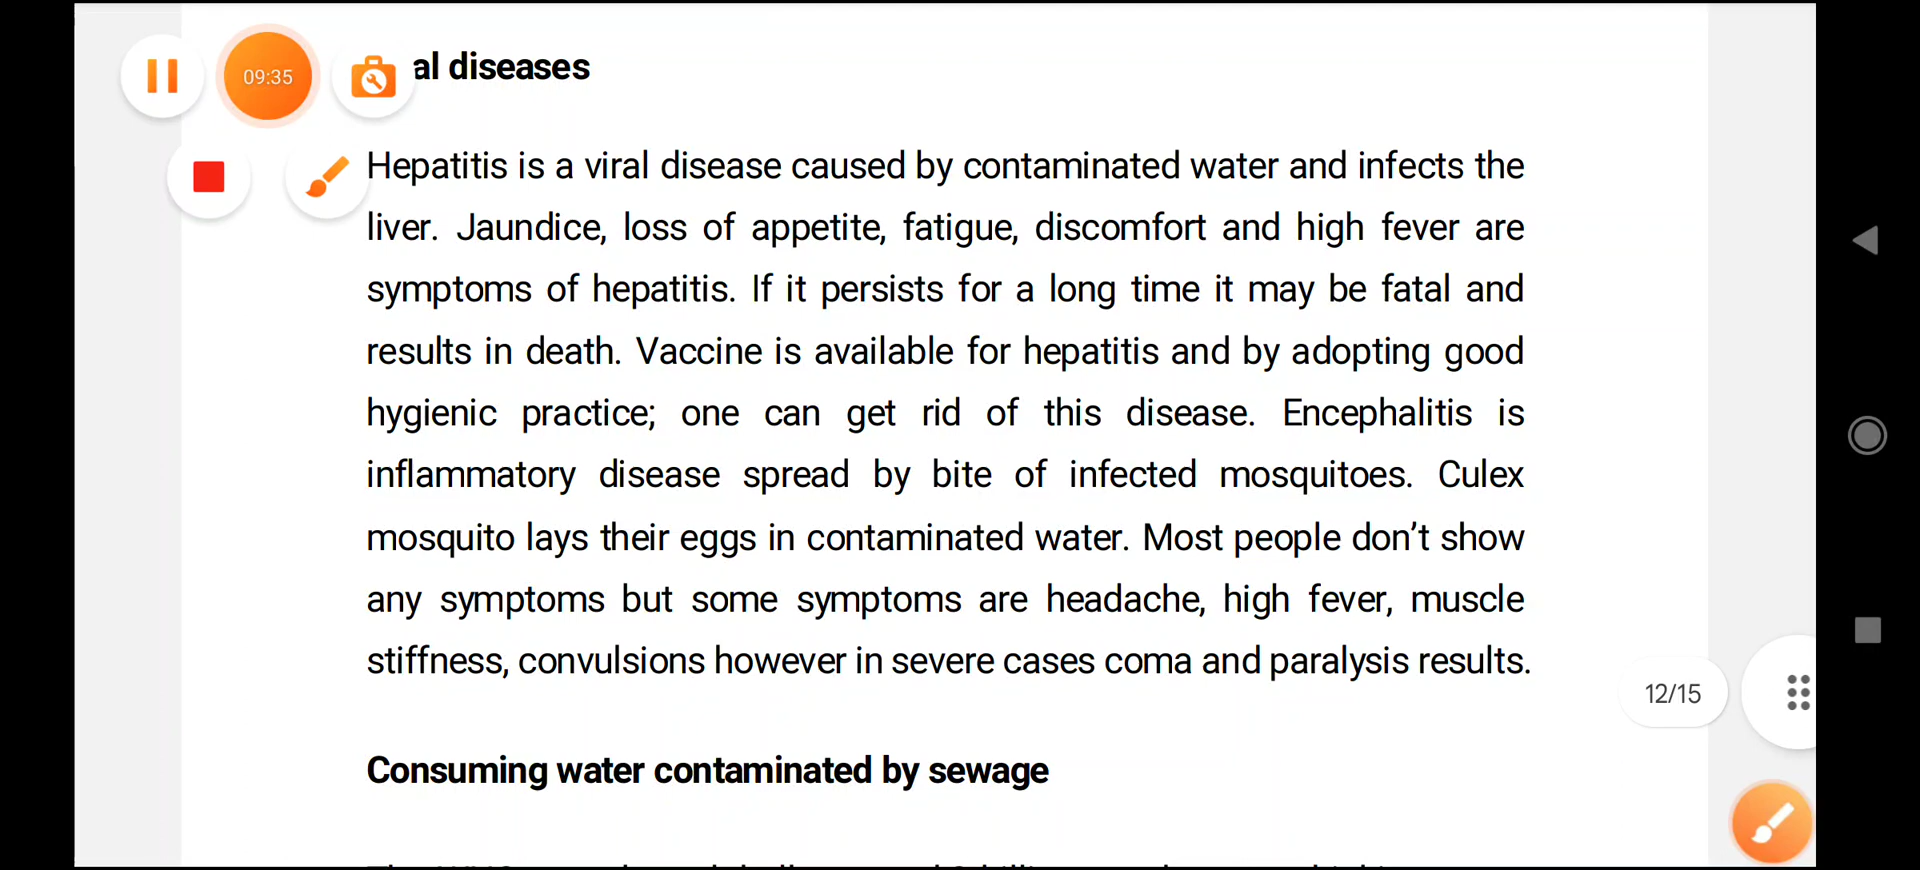 09:35
al diseases
Hepatitis is a viral disease caused by contaminated water and infects the
liver. Jaundice, loss of appetite, fatigue, discomfort and high fever are
symptoms of hepatitis. If it persists for a long time it may be fatal and
results in death. Vaccine is available for hepatitis and by adopting good
hygienic practice; one can get rid of this disease. Encephalitis is
inflammatory disease spread by bite of infected mosquitoes. Culex
mosquito lays their eggs in contaminated water. Most people don’t show
any symptoms but some symptoms are headache, high fever, muscle
stiffness, convulsions however in severe cases coma and paralysis results.
12/15
Consuming water contaminated by sewage